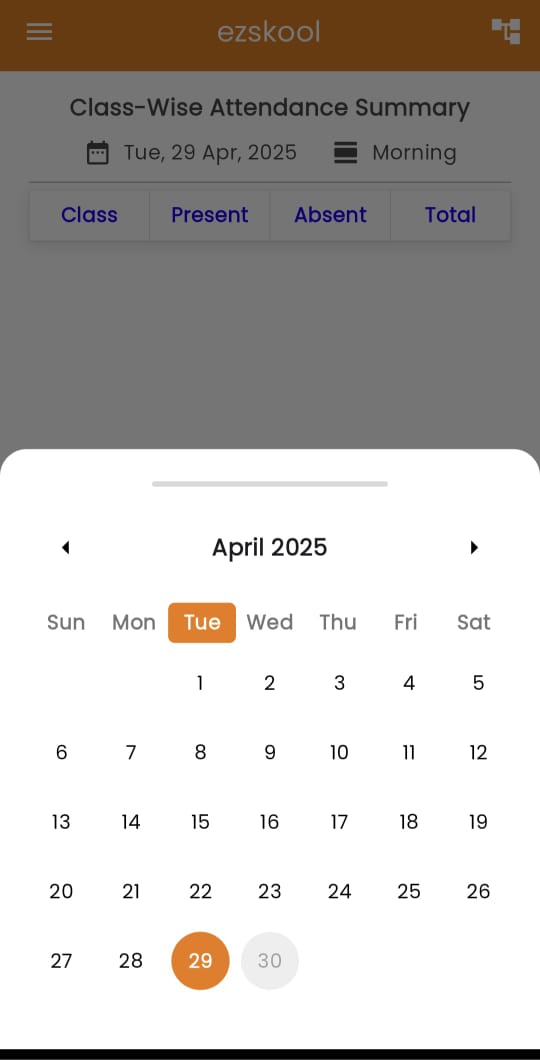 ezskool
Class-Wise Attendance Summary
Tue, 29 Apr, 2025 Morning
Class Present Absent Total
April 2025
Sun Mon Tue Wed Thu Fri Sat
1 2 3 4 5
6 7 8 9 10 11 12
13 14 15 16 17 18 19
20 21 22 23 24 25 26
27 28 29 30